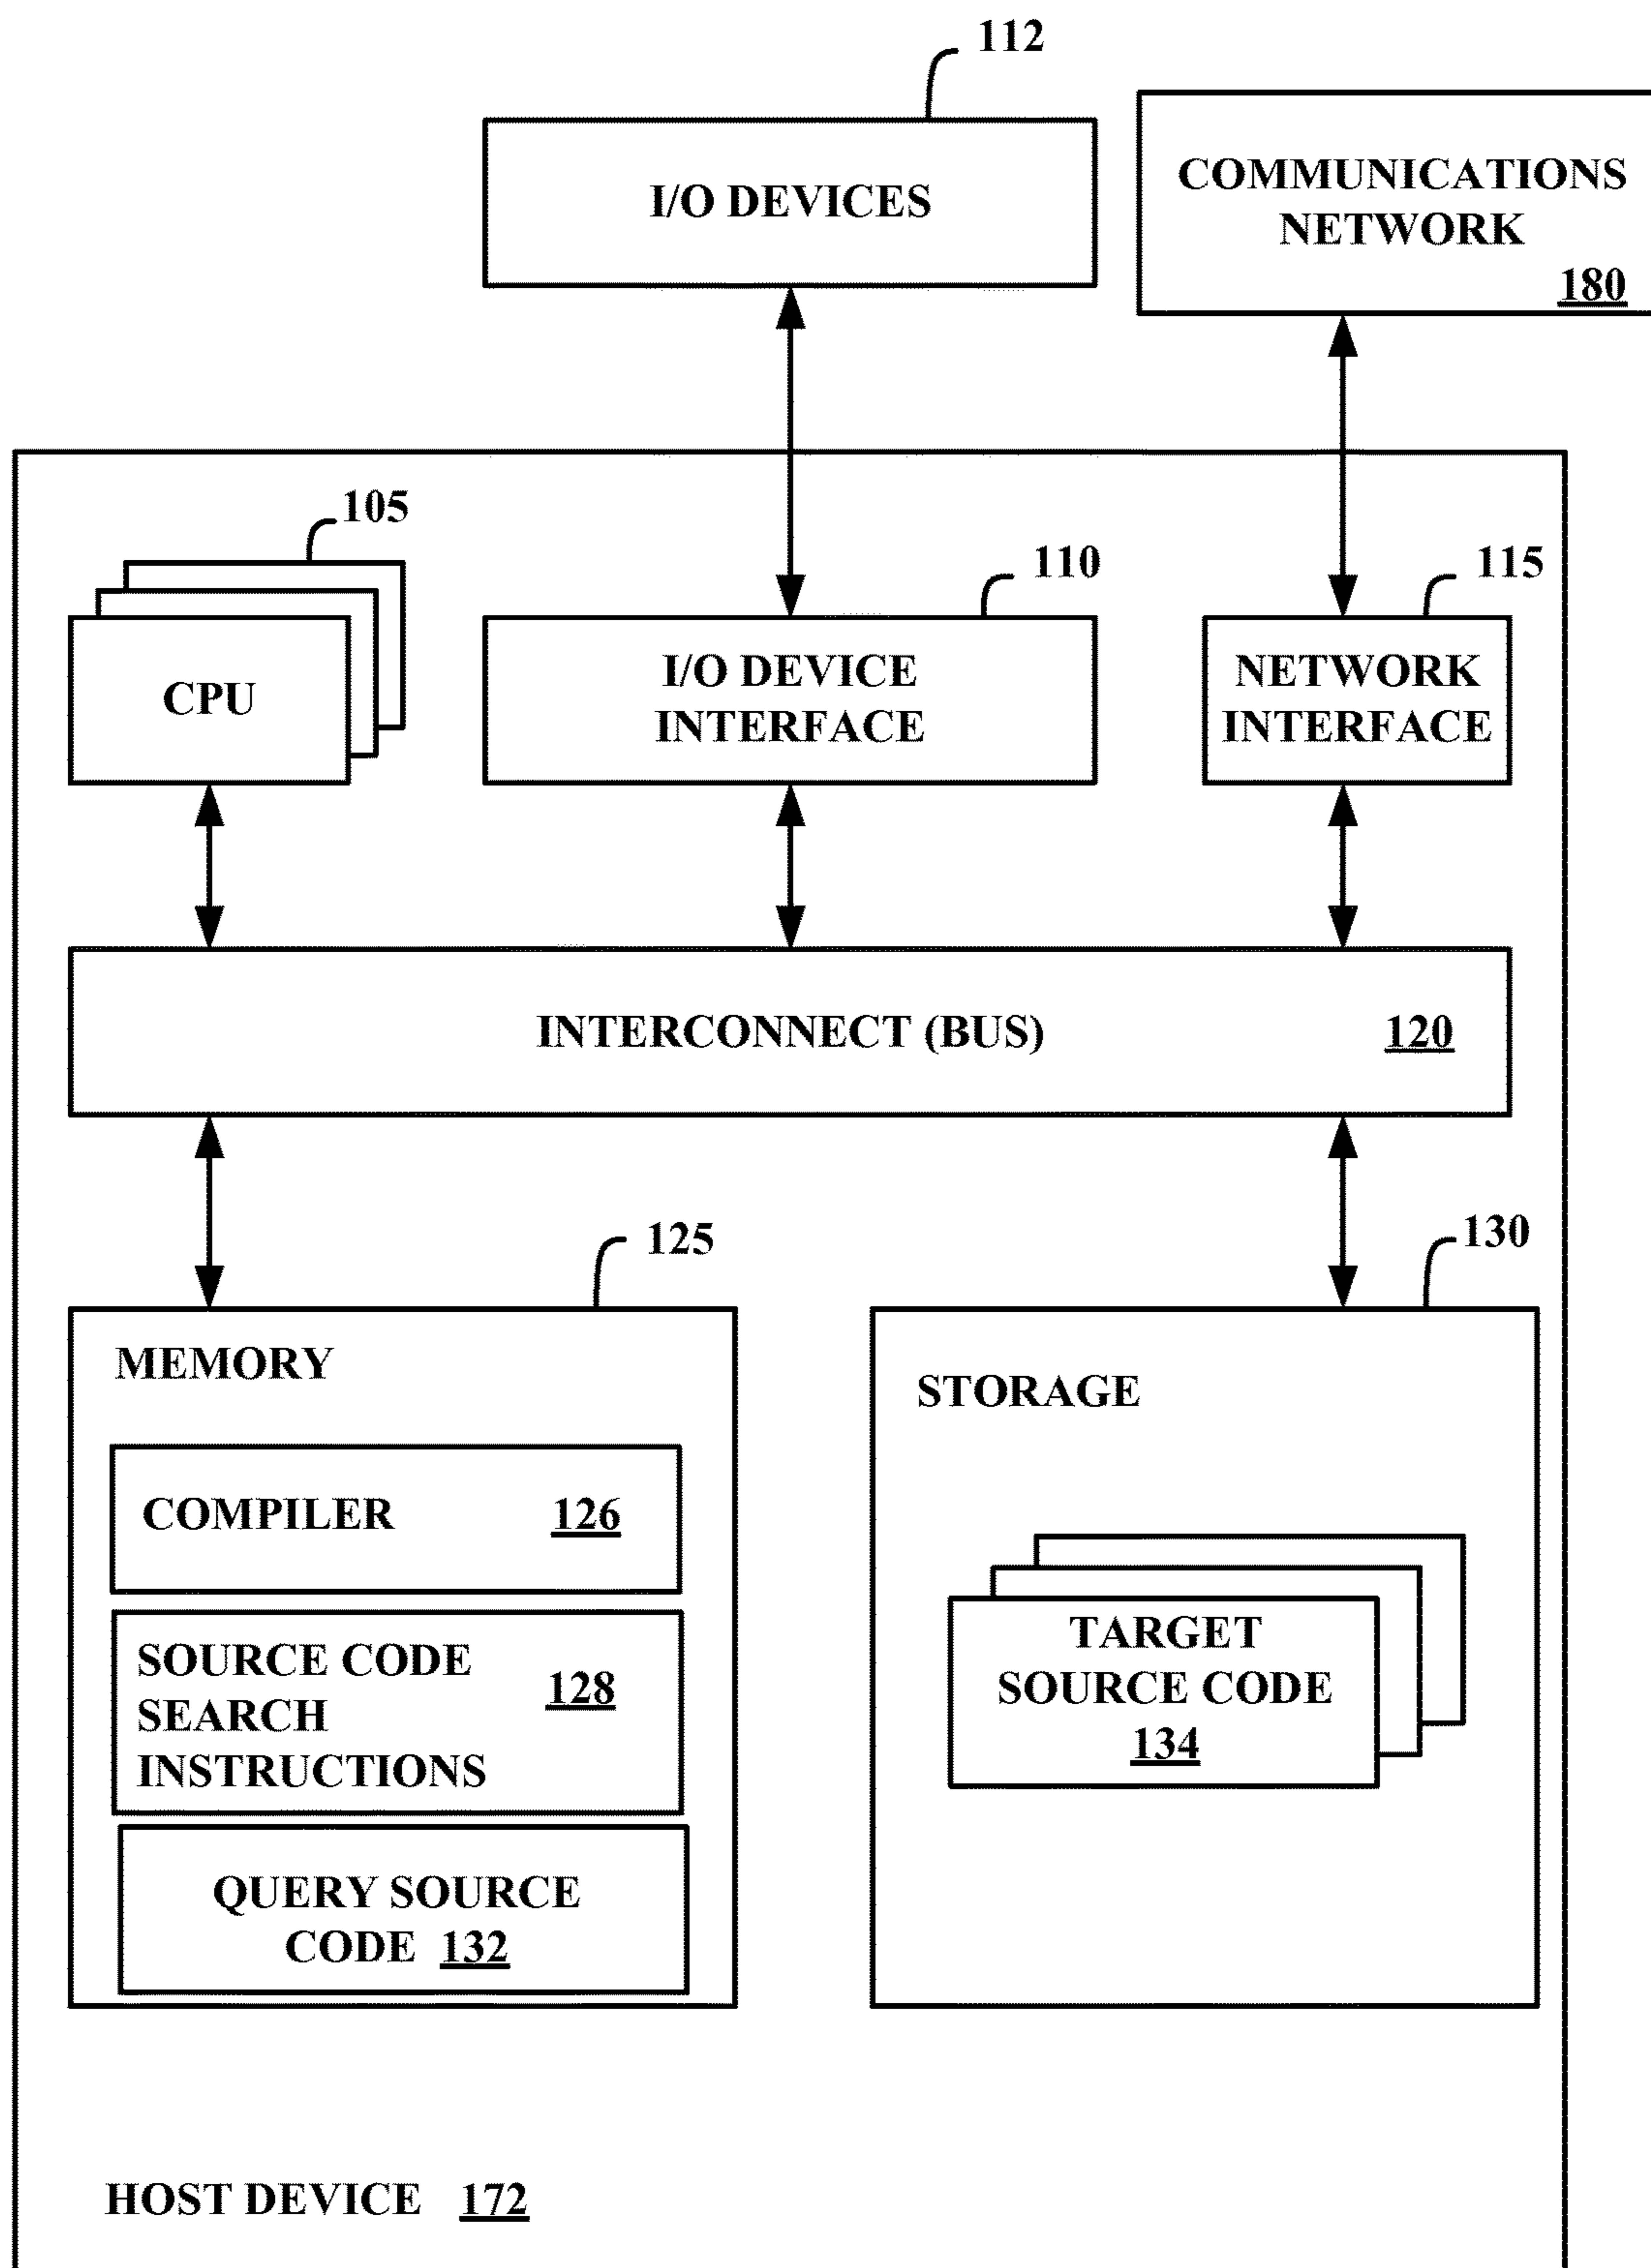 112
I/O DEVICES
COMMUNICATIONS
NETWORK
180
105
CPU
110
I/O DEVICE
INTERFACE
115
NETWORK
INTERFACE
INTERCONNECT (BUS) 120
125
MEMORY
COMPILER 126
SOURCE CODE
128
SEARCH
INSTRUCTIONS
QUERY SOURCE
CODE 132
130
STORAGE
TARGET
SOURCE CODE
134
HOST DEVICE 172